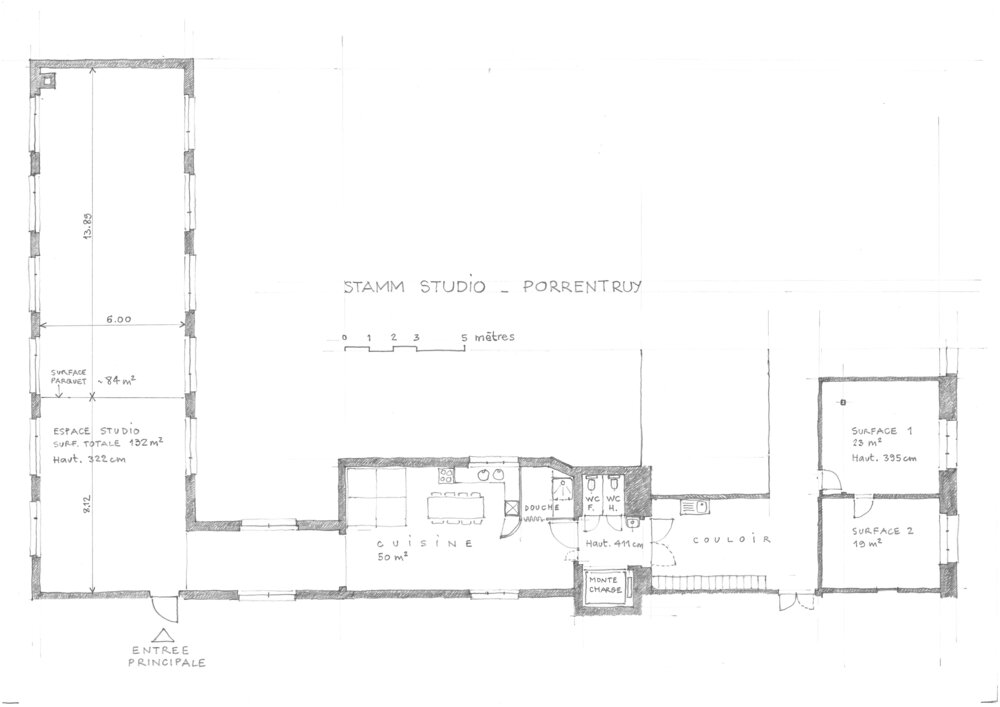 STAMM STUDIO _ PORRENTRUY
0 1 2 3 5 mètres
13.89
6.00
SURFACE
PARQUET ~84 m²
ESPACE STUDIO
SURF. TOTALE 132 m²
Haut. 322 cm
8.12
ENTREE
PRINCIPALE
CUISINE
50 m²
DOUCHE
WC
F.
WC
H.
Haut. 411 cm
MONTE
CHARGE
COULOIR
SURFACE 1
23 m²
Haut. 395 cm
SURFACE 2
19 m²